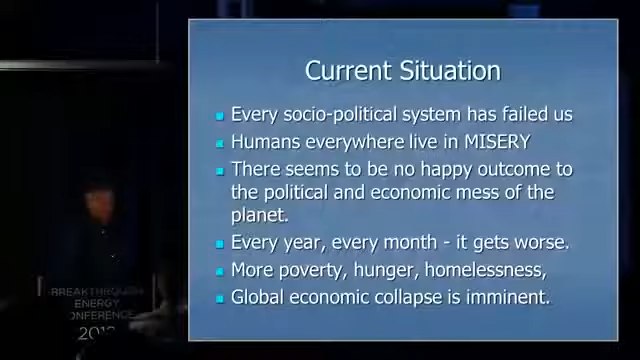 Current Situation
Every socio-political system has failed us
Humans everywhere live in MISERY
There seems to be no happy outcome to
the political and economic mess of the
planet.
Every year, every month - it gets worse.
More poverty, hunger, homelessness,
Global economic collapse is imminent.
BREAKTHROUGH
ENERGY
CONFERENCE